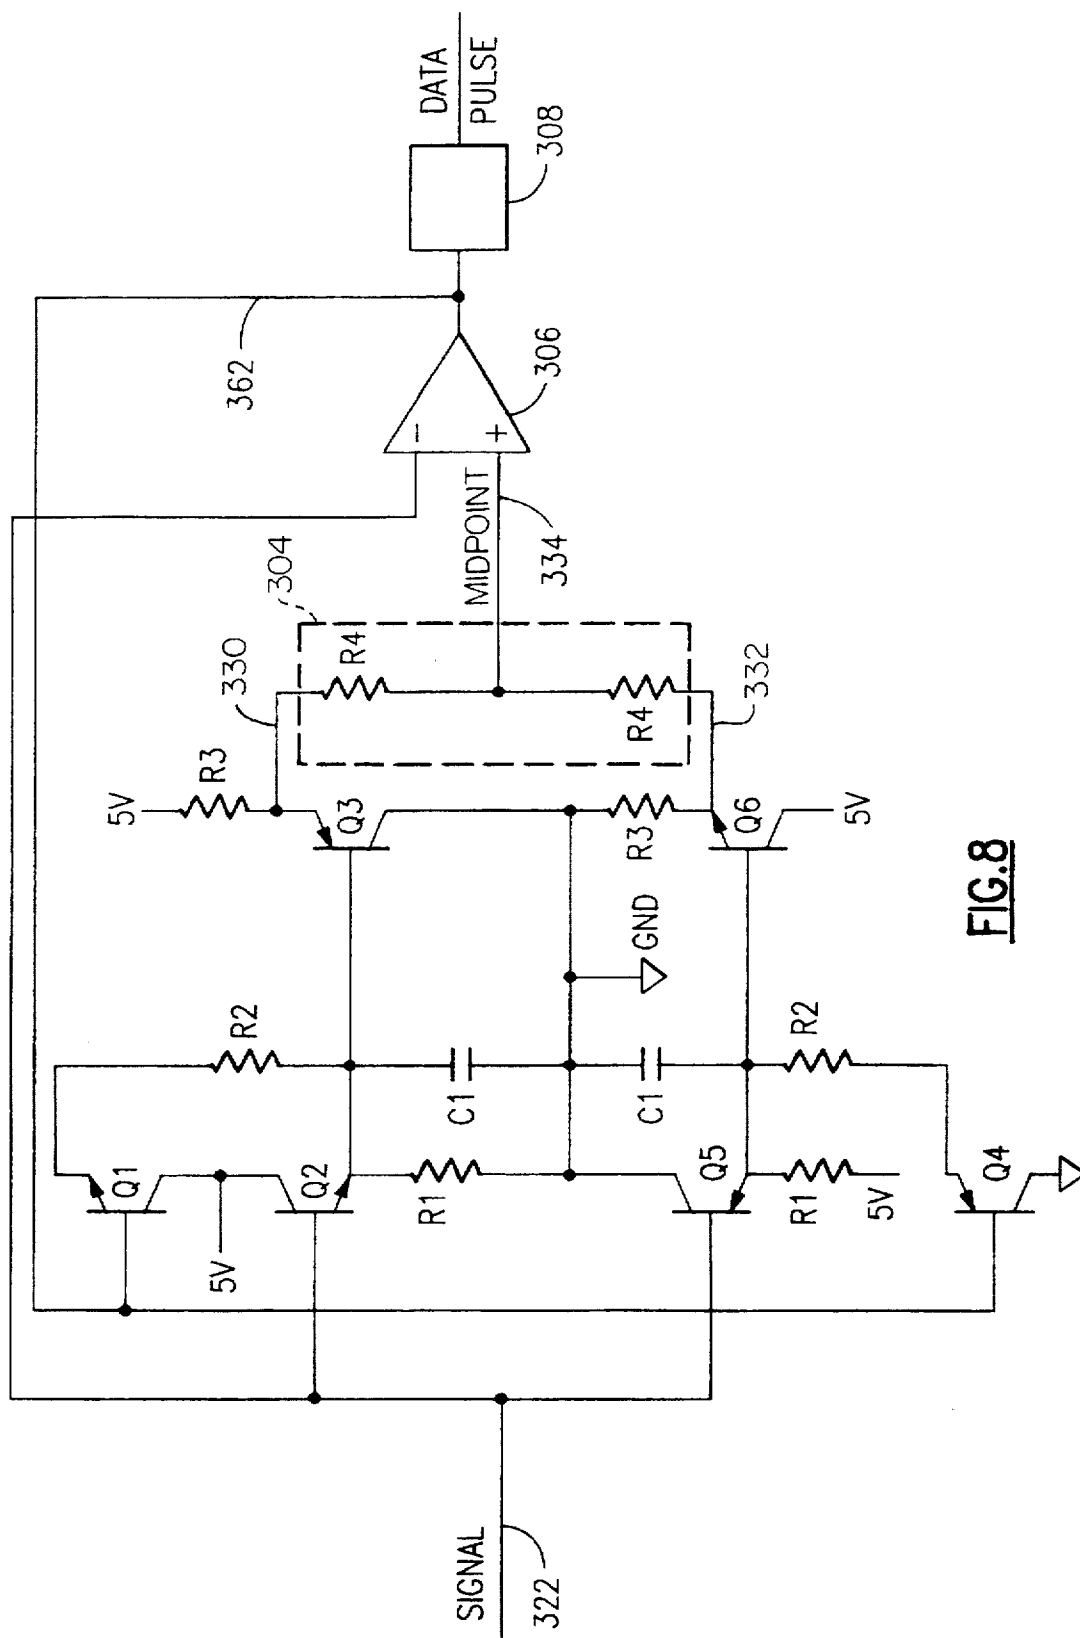 SIGNAL
322
5V
Q1
Q2
R2
R1
C1
C1
Q5
R1
5V
R2
Q4
GND
5V
R3
Q3
R3
Q6
5V
330
304
R4
R4
332
MIDPOINT
334
−
+
306
362
308
DATA
PULSE
FIG.8